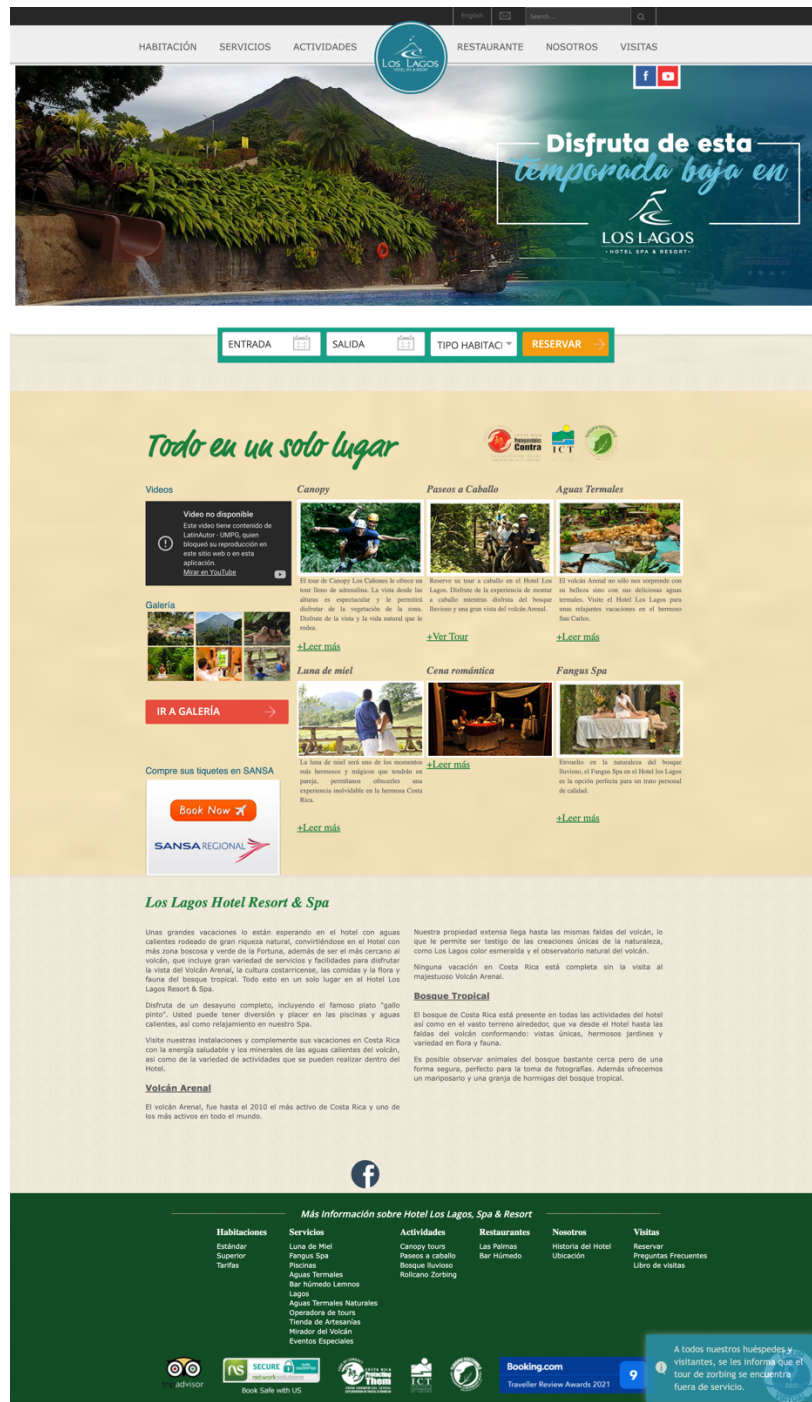 English
Search...
HABITACIÓN
SERVICIOS
ACTIVIDADES
LOS LAGOS
HOTEL SPA & RESORT
RESTAURANTE
NOSOTROS
VISITAS
Disfruta de esta
temporada baja en
LOS LAGOS
·HOTEL SPA & RESORT·
ENTRADA
SALIDA
TIPO HABITACI
RESERVAR
Todo en un solo lugar
Contra
ICT
Videos
Video no disponible
Este video tiene contenido de
LatinAutor - UMPG, quien
bloqueó su reproducción en
este sitio web o en esta
aplicación.
Mirar en YouTube
Galería
IR A GALERÍA
Compre sus tiquetes en SANSA
Book Now
SANSA REGIONAL
Canopy
El tour de Canopy Los Cañones le ofrece un
tour lleno de adrenalina. La vista desde las
alturas es espectacular y le permitirá
disfrutar de la vegetación de la zona.
Disfrute de la vista y la vida natural que le
rodea.
+Leer más
Paseos a Caballo
Reserve su tour a caballo en el Hotel Los
Lagos. Disfrute de la experiencia de montar
a caballo mientras disfruta del bosque
lluvioso y una gran vista del volcán Arenal.
+Ver Tour
Aguas Termales
El volcán Arenal no sólo nos sorprende con
su belleza sino con sus deliciosas aguas
termales. Visite el Hotel Los Lagos para
unas relajantes vacaciones en el hermoso
San Carlos.
+Leer más
Luna de miel
La luna de miel será uno de los momentos
más hermosos y mágicos que tendrán en
pareja, permítanos ofrecerles una
experiencia inolvidable en la hermosa Costa
Rica.
+Leer más
Cena romántica
+Leer más
Fangus Spa
Envuelto en la naturaleza del bosque
lluvioso, el Fangus Spa en el Hotel los Lagos
es la opción perfecta para un trato personal
de calidad.
+Leer más
Los Lagos Hotel Resort & Spa
Unas grandes vacaciones lo están esperando en el hotel con aguas
calientes rodeado de gran riqueza natural, convirtiéndose en el Hotel con
más zona boscosa y verde de la Fortuna, además de ser el más cercano al
volcán, que incluye gran variedad de servicios y facilidades para disfrutar
la vista del Volcán Arenal, la cultura costarricense, las comidas y la flora y
fauna del bosque tropical. Todo esto en un solo lugar en el Hotel Los
Lagos Resort & Spa.
Disfruta de un desayuno completo, incluyendo el famoso plato "gallo
pinto". Usted puede tener diversión y placer en las piscinas y aguas
calientes, así como relajamiento en nuestro Spa.
Visite nuestras instalaciones y complemente sus vacaciones en Costa Rica
con la energía saludable y los minerales de las aguas calientes del volcán,
así como de la variedad de actividades que se pueden realizar dentro del
Hotel.
Volcán Arenal
El volcán Arenal, fue hasta el 2010 el más activo de Costa Rica y uno de
los más activos en todo el mundo.
Nuestra propiedad extensa llega hasta las mismas faldas del volcán, lo
que le permite ser testigo de las creaciones únicas de la naturaleza,
como Los Lagos color esmeralda y el observatorio natural del volcán.
Ninguna vacación en Costa Rica está completa sin la visita al
majestuoso Volcán Arenal.
Bosque Tropical
El bosque de Costa Rica está presente en todas las actividades del hotel
así como en el vasto terreno alrededor, que va desde el Hotel hasta las
faldas del volcán conformando: vistas únicas, hermosos jardines y
variedad en flora y fauna.
Es posible observar animales del bosque bastante cerca pero de una
forma segura, perfecto para la toma de fotografías. Además ofrecemos
un mariposario y una granja de hormigas del bosque tropical.
Más Información sobre Hotel Los Lagos, Spa & Resort
Habitaciones
Estándar
Superior
Tarifas
Servicios
Luna de Miel
Fangus Spa
Piscinas
Aguas Termales
Bar húmedo Lemnos
Lagos
Aguas Termales Naturales
Operadora de tours
Tienda de Artesanías
Mirador del Volcán
Eventos Especiales
Actividades
Canopy tours
Paseos a caballo
Bosque lluvioso
Rollcano Zorbing
Restaurantes
Las Palmas
Bar Húmedo
Nosotros
Historia del Hotel
Ubicación
Visitas
Reservar
Preguntas Frecuentes
Libro de visitas
advisor
ns
SECURE
networksolutions
Book Safe with US
COSTA RICA
Protecting
Them
ICT
Booking.com
Traveller Review Awards 2021
9
A todos nuestros huéspedes y
visitantes, se les informa que el
tour de zorbing se encuentra
fuera de servicio.